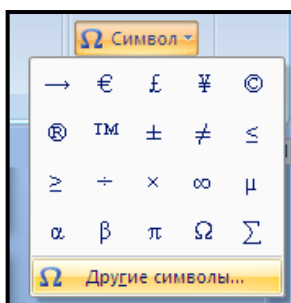 Ω Символ
→ € £ ¥ ©
® ™ ± ≠ ≤
≥ ÷ × ∞ µ
α β π Ω ∑
Ω Другие символы...